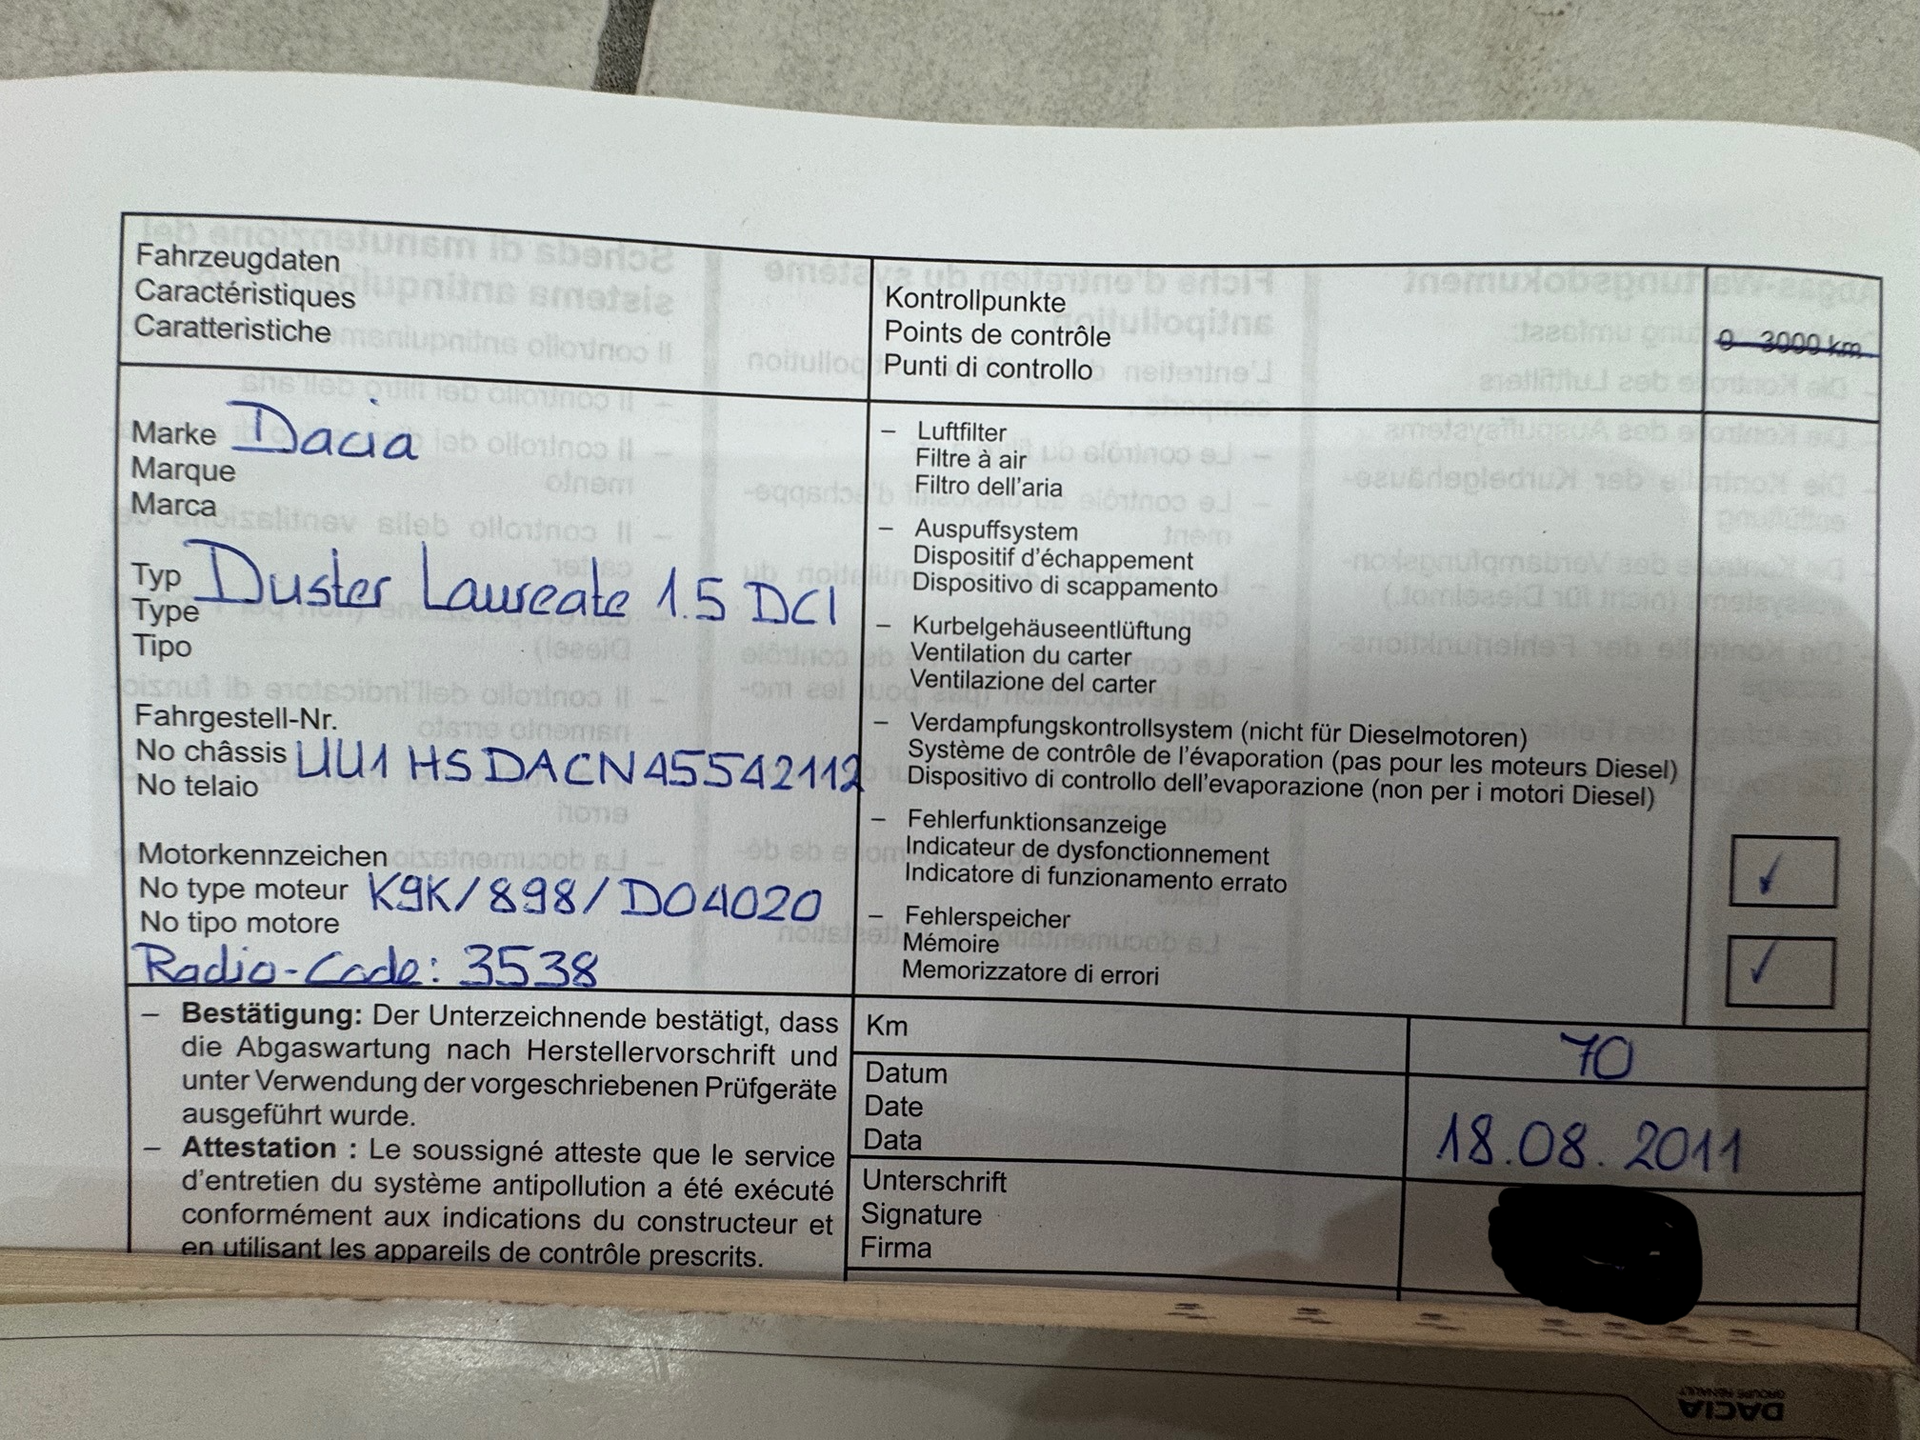 Fahrzeugdaten
Caractéristiques
Caratteristiche
Kontrollpunkte
Points de contrôle
Punti di controllo
0 - 3000 km
Marke Dacia
Marque
Marca
Typ Duster Laureate 1.5 DCI
Type
Tipo
Fahrgestell-Nr.
No châssis UU1 HSDACN45542112
No telaio
Motorkennzeichen
No type moteur K9K/898/D04020
No tipo motore
Radio-Code: 3538
– Luftfilter
Filtre à air
Filtro dell'aria
– Auspuffsystem
Dispositif d'échappement
Dispositivo di scappamento
– Kurbelgehäuseentlüftung
Ventilation du carter
Ventilazione del carter
– Verdampfungskontrollsystem (nicht für Dieselmotoren)
Système de contrôle de l'évaporation (pas pour les moteurs Diesel)
Dispositivo di controllo dell'evaporazione (non per i motori Diesel)
– Fehlerfunktionsanzeige
Indicateur de dysfonctionnement
Indicatore di funzionamento errato
– Fehlerspeicher
Mémoire
Memorizzatore di errori
– Bestätigung: Der Unterzeichnende bestätigt, dass
die Abgaswartung nach Herstellervorschrift und
unter Verwendung der vorgeschriebenen Prüfgeräte
ausgeführt wurde.
– Attestation : Le soussigné atteste que le service
d'entretien du système antipollution a été exécuté
conformément aux indications du constructeur et
en utilisant les appareils de contrôle prescrits.
Km 70
Datum
Date 18.08.2011
Data
Unterschrift
Signature
Firma
DACIA
GROUPE RENAULT